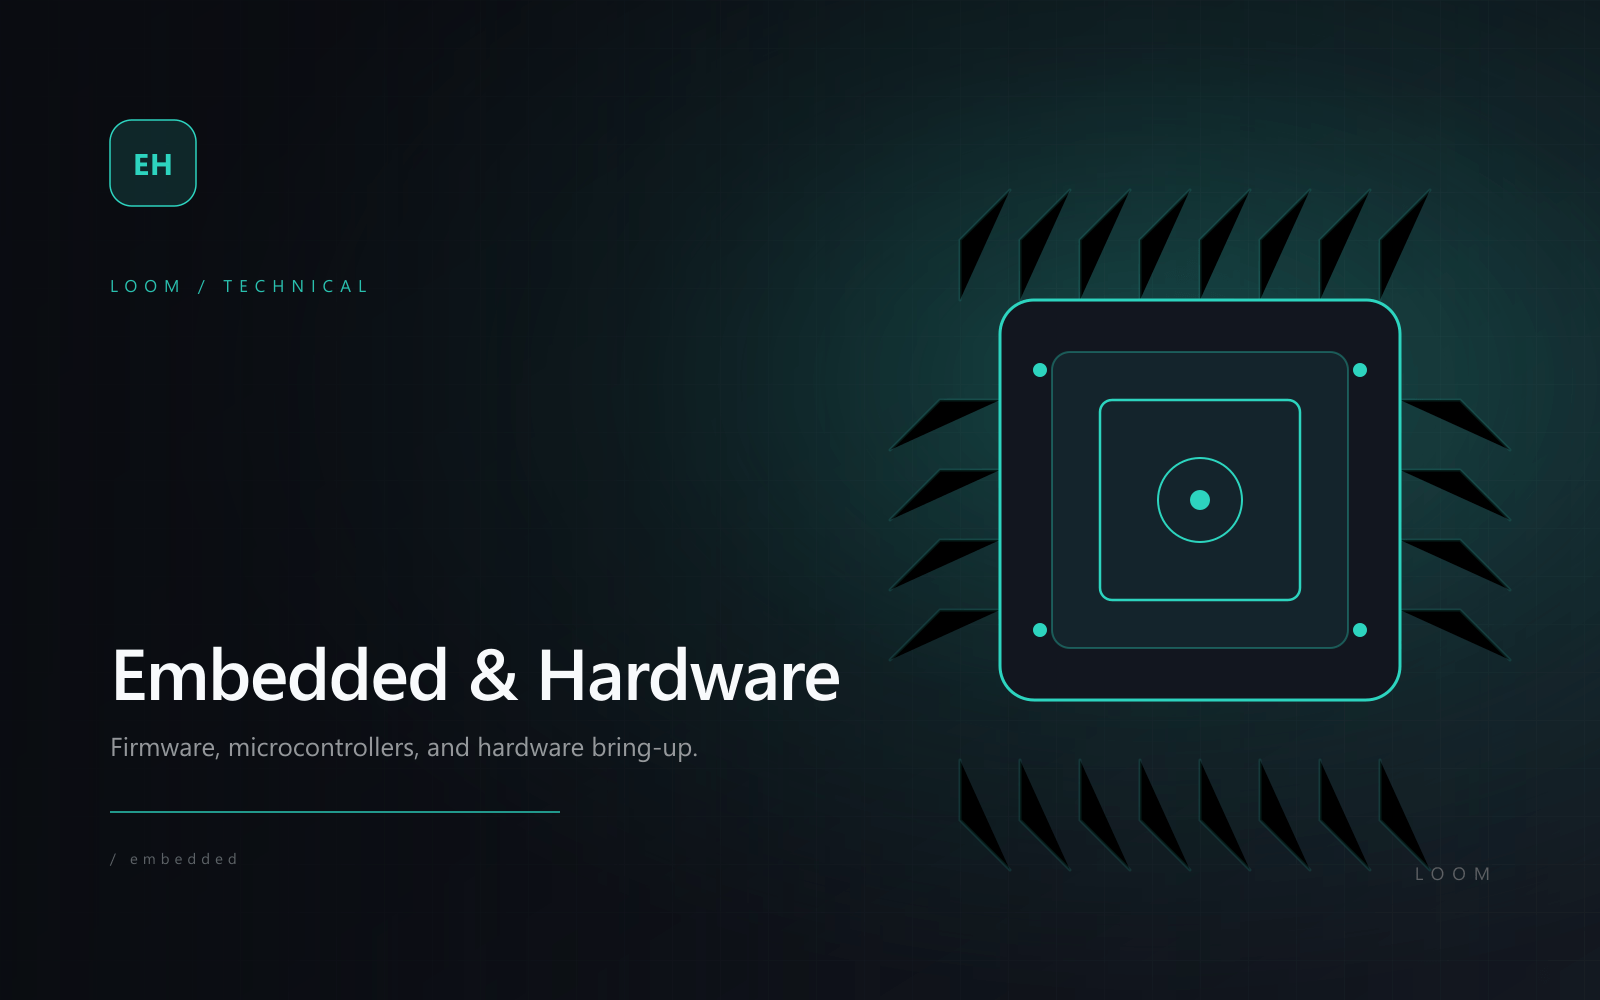 EH
LOOM / TECHNICAL
Embedded & Hardware
Firmware, microcontrollers, and hardware bring-up.
/ embedded
LOOM